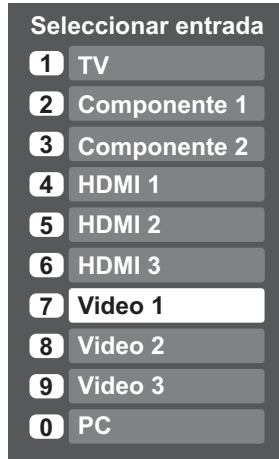 Seleccionar entrada
1 TV
2 Componente 1
3 Componente 2
4 HDMI 1
5 HDMI 2
6 HDMI 3
7 Video 1
8 Video 2
9 Video 3
0 PC